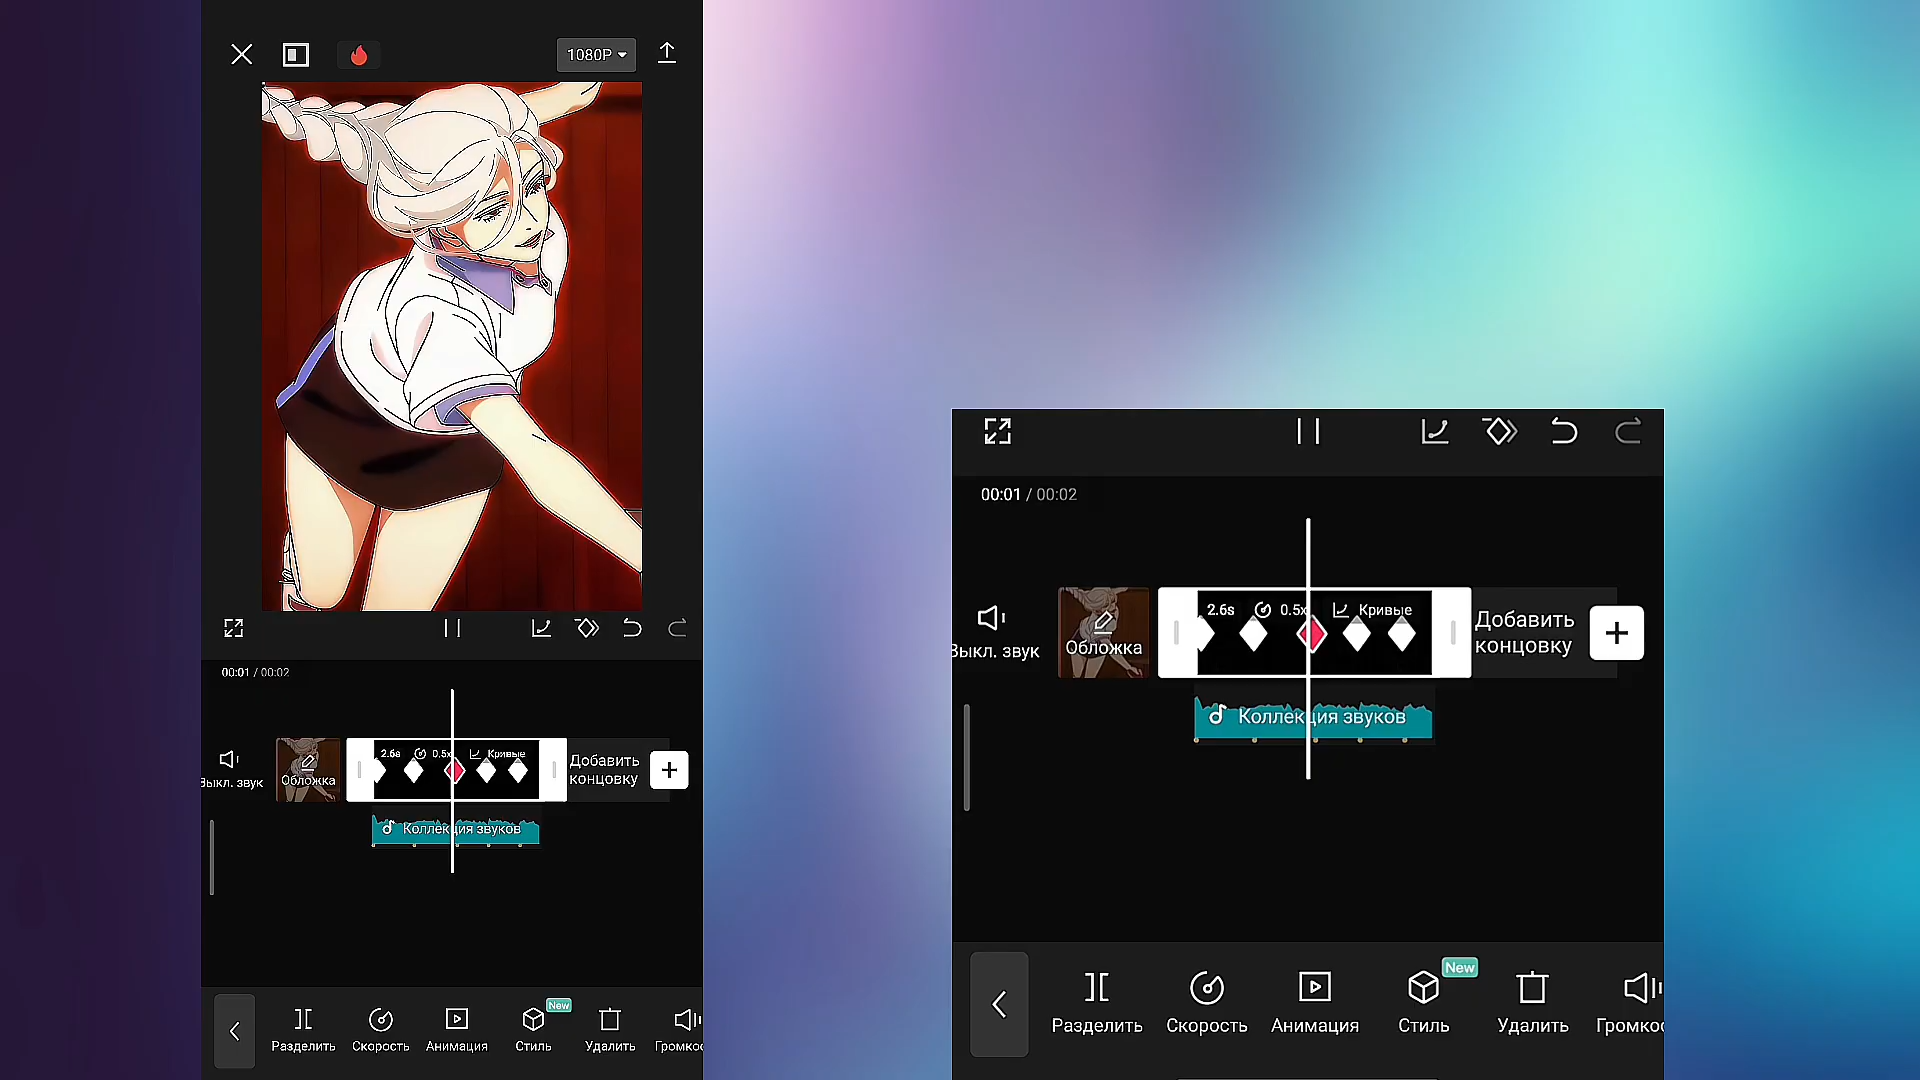 1080P
00:01 / 00:02
2.6s 0.5x Кривые
Выкл. звук
Обложка
Добавить
концовку
Коллекция звуков
New
Разделить Скорость Анимация Стиль Удалить
00:01 / 00:02
2.6s 0.5x Кривые
Выкл. звук
Обложка
Добавить
концовку
Коллекция звуков
New
Разделить Скорость Анимация Стиль Удалить